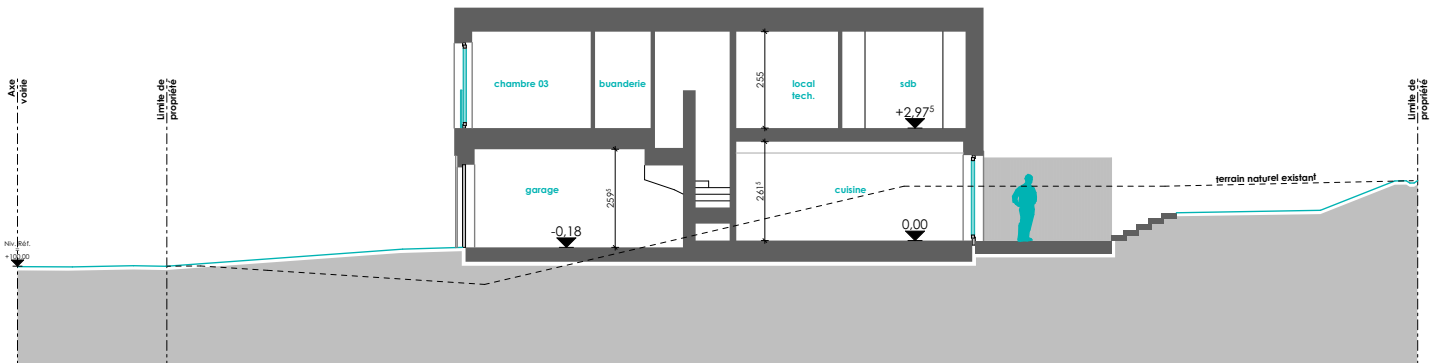 Axe
voirie
Limite de
propriété
Niv. Réf.
+100.00
chambre 03
buanderie
255
local
tech.
sdb
+2,97⁵
garage
259⁵
-0,18
261⁵
cuisine
0,00
terrain naturel existant
Limite de
propriété